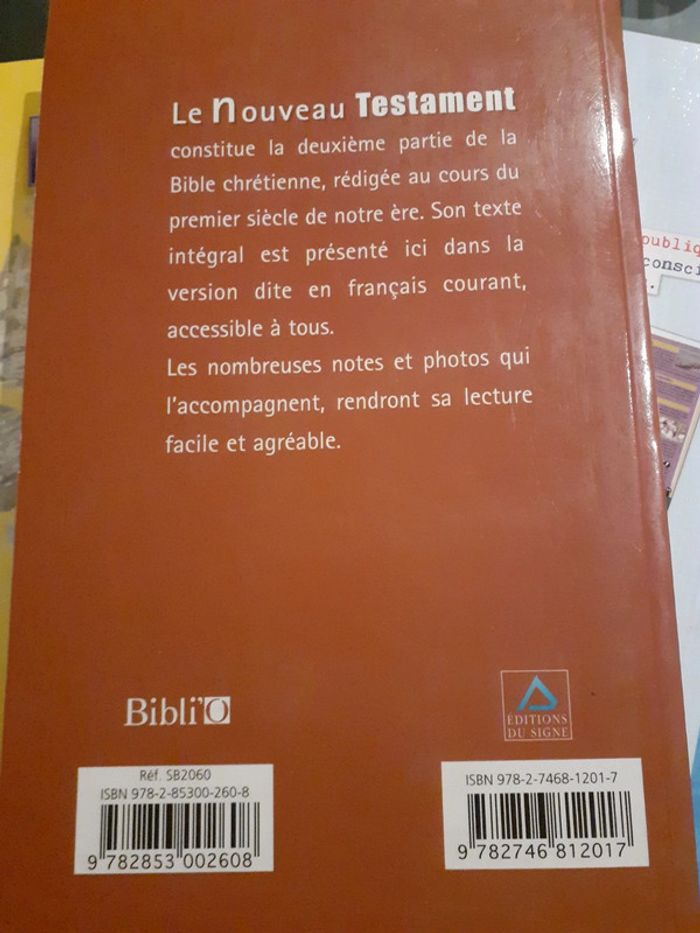 Le nouveau Testament
constitue la deuxième partie de la
Bible chrétienne, rédigée au cours du
premier siècle de notre ère. Son texte
intégral est présenté ici dans la
version dite en français courant,
accessible à tous.
Les nombreuses notes et photos qui
l'accompagnent, rendront sa lecture
facile et agréable.
Bibli'O
ÉDITIONS
DU SIGNE
Réf. SB2060
ISBN 978-2-85300-260-8
9 782853 002608
ISBN 978-2-7468-1201-7
9 782746 812017